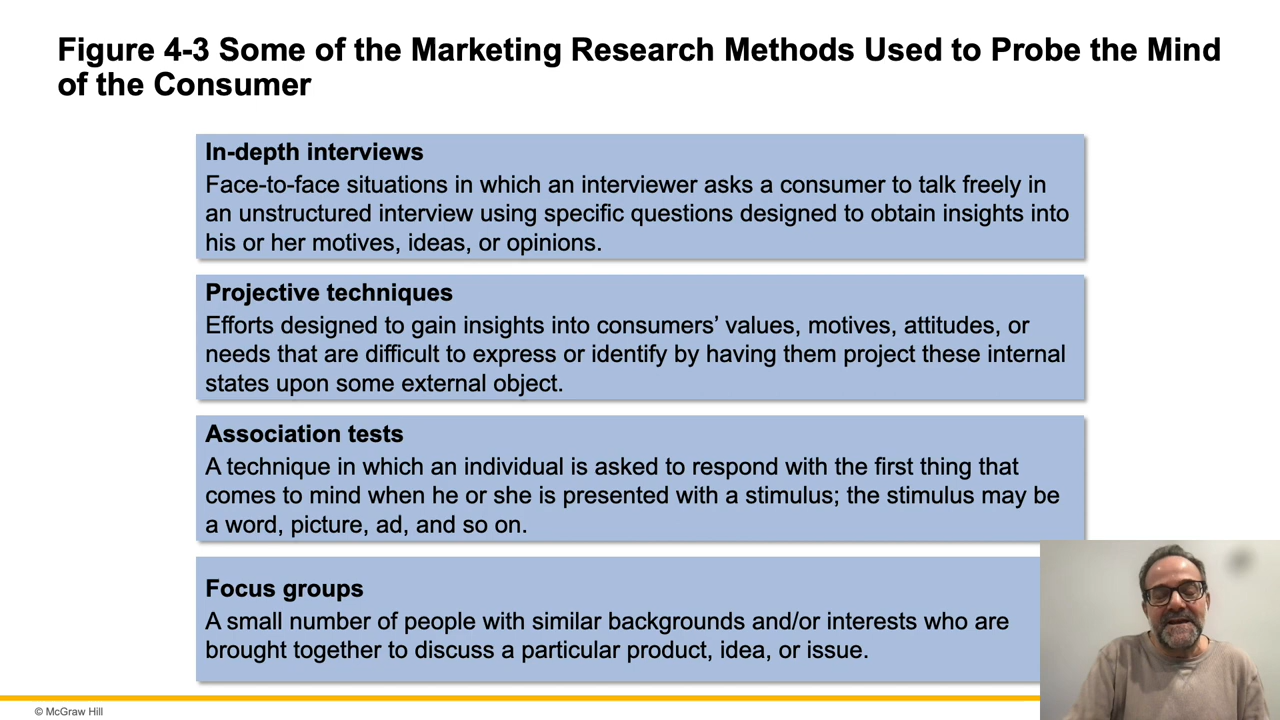 Figure 4-3 Some of the Marketing Research Methods Used to Probe the Mind
of the Consumer
In-depth interviews
Face-to-face situations in which an interviewer asks a consumer to talk freely in
an unstructured interview using specific questions designed to obtain insights into
his or her motives, ideas, or opinions.
Projective techniques
Efforts designed to gain insights into consumers’ values, motives, attitudes, or
needs that are difficult to express or identify by having them project these internal
states upon some external object.
Association tests
A technique in which an individual is asked to respond with the first thing that
comes to mind when he or she is presented with a stimulus; the stimulus may be
a word, picture, ad, and so on.
Focus groups
A small number of people with similar backgrounds and/or interests who are
brought together to discuss a particular product, idea, or issue.
© McGraw Hill